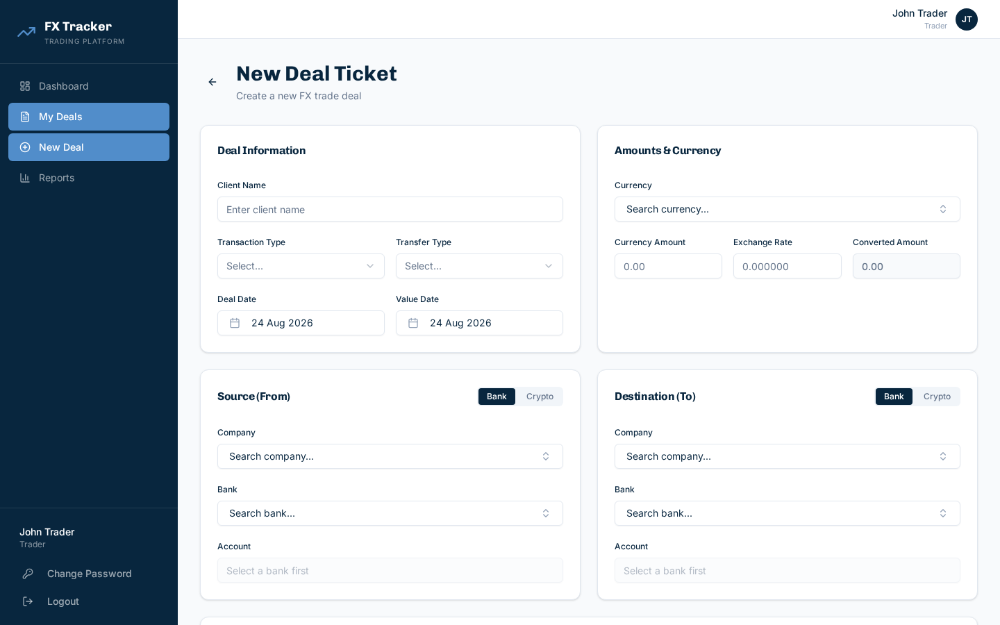 FX Tracker
TRADING PLATFORM
Dashboard
My Deals
New Deal
Reports
John Trader
Trader
Change Password
Logout
John Trader
Trader
JT
New Deal Ticket
Create a new FX trade deal
Deal Information
Client Name
Enter client name
Transaction Type
Transfer Type
Select...
Select...
Deal Date
Value Date
24 Aug 2026
24 Aug 2026
Amounts & Currency
Currency
Search currency...
Currency Amount
Exchange Rate
Converted Amount
0.00
0.000000
0.00
Source (From)
Bank
Crypto
Company
Search company...
Bank
Search bank...
Account
Select a bank first
Destination (To)
Bank
Crypto
Company
Search company...
Bank
Search bank...
Account
Select a bank first